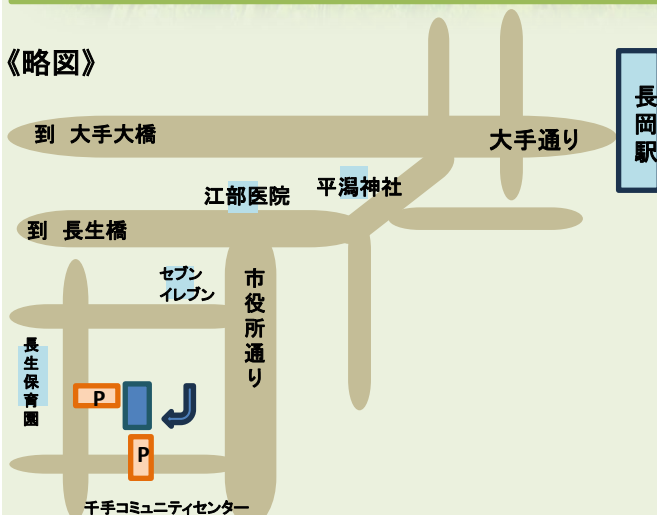 《略図》
到 大手大橋
大手通り
長岡駅
江部医院
平潟神社
到 長生橋
セブン
イレブン
市役所通り
長生保育園
P
P
千手コミュニティセンター